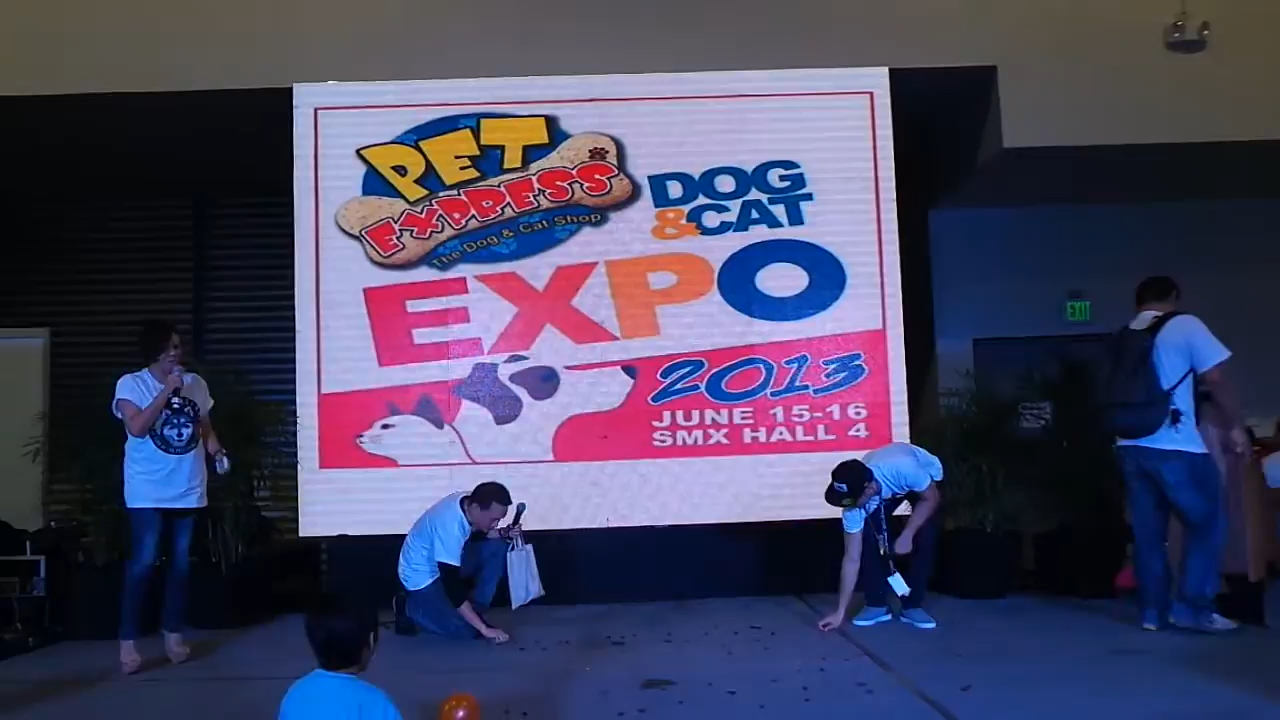 PET
EXPRESS
The Dog & Cat Shop
DOG
&CAT
EXPO
2013
JUNE 15-16
SMX HALL 4
EXIT